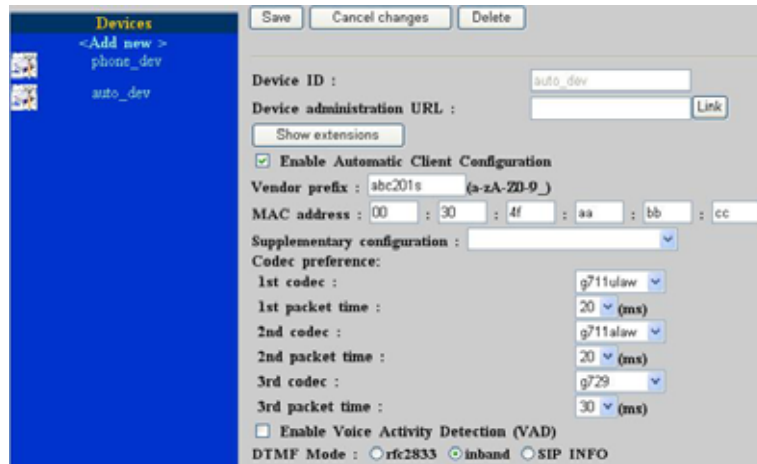 Devices
<Add new >
phone_dev
auto_dev
Save Cancel changes Delete
Device ID : auto_dev
Device administration URL : Link
Show extensions
Enable Automatic Client Configuration
Vendor prefix : abc201s (a-zA-Z0-9_)
MAC address : 00 : 30 : 4f : aa : bb : cc
Supplementary configuration :
Codec preference:
1st codec : g711ulaw
1st packet time : 20 (ms)
2nd codec : g711alaw
2nd packet time : 20 (ms)
3rd codec : g729
3rd packet time : 30 (ms)
Enable Voice Activity Detection (VAD)
DTMF Mode : rfc2833 inband SIP INFO